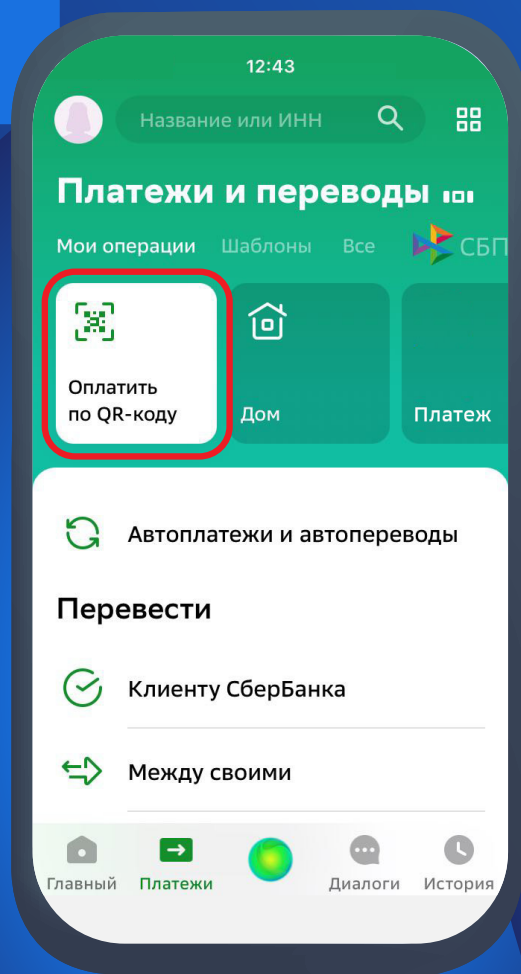 12:43
Название или ИНН
Платежи и переводы
Мои операции Шаблоны Все СБП
Оплатить
по QR-коду
Дом
Платеж
Автоплатежи и автопереводы
Перевести
Клиенту СберБанка
Между своими
Главный Платежи Диалоги История